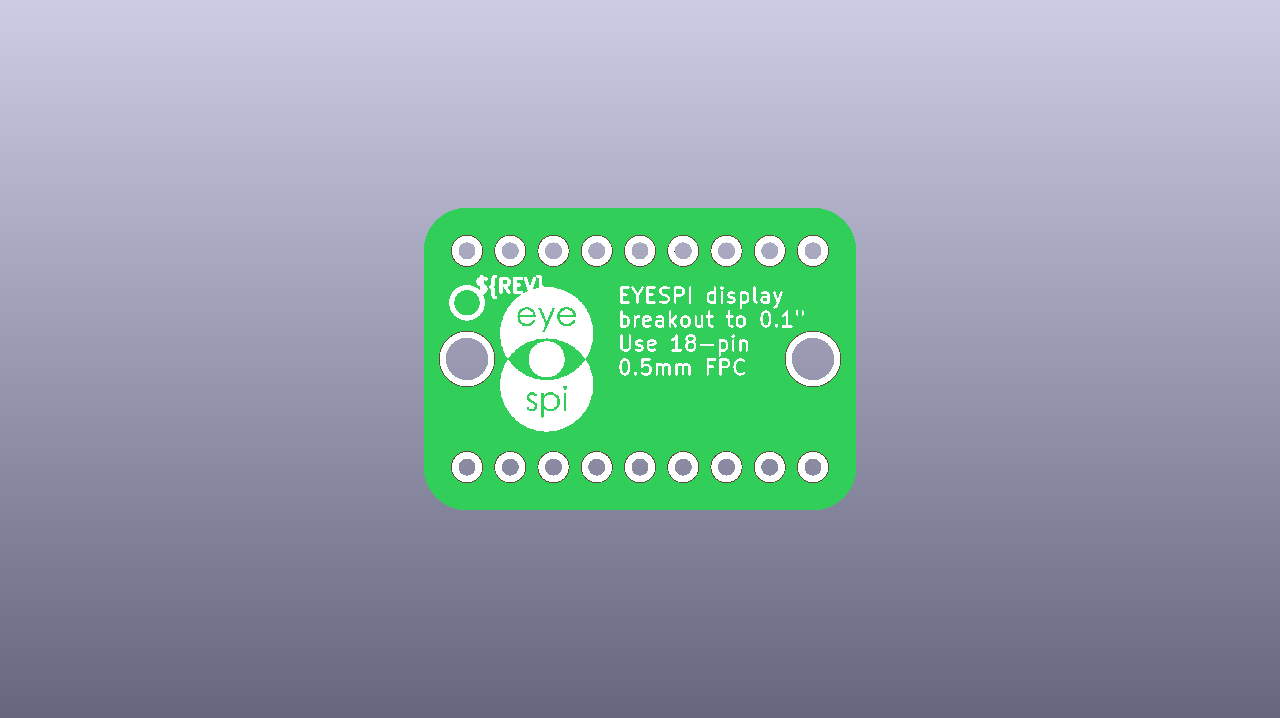 ${REV}
eye
spi
EYESPI display
breakout to 0.1"
Use 18-pin
0.5mm FPC